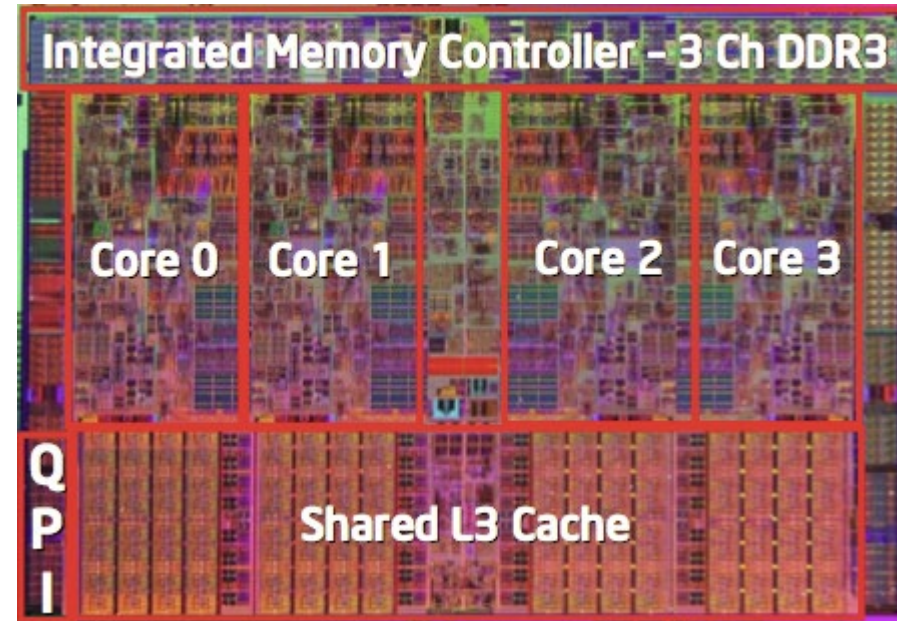 Integrated Memory Controller - 3 Ch DDR3
Core 0
Core 1
Core 2
Core 3
Q
P
I
Shared L3 Cache